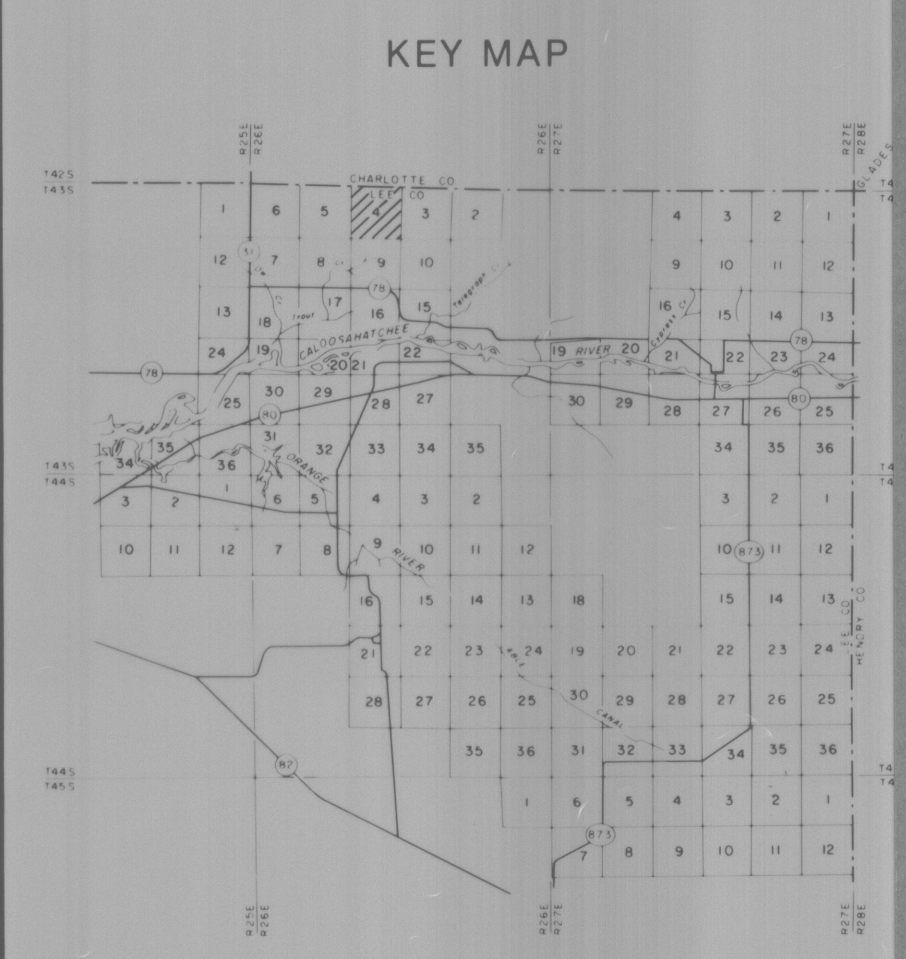 KEY MAP
R25E
R26E
R26E
R27E
R27E
R28E
GLADES
T42S
T43S
CHARLOTTE CO
LEE CO
T4
T4
1 6 5 4 3 2 4 3 2 1
31
12 7 8 9 10 9 10 11 12
78
Telegraph
13 18 17 16 15 16 15 14 13
Trout
Cypress Cr
CALOOSAHATCHEE
RIVER
78
24 19 20 21 22 19 20 21 22 23 24
78
25 30 29 28 27 30 29 28 27 26 25
80
80
34 35 36 31 32 33 34 35 34 35 36
ORANGE
T43S
T44S
T4
T4
3 2 1 6 5 4 3 2 3 2 1
10 11 12 7 8 9 10 11 12 10 11 12
RIVER
873
16 15 14 13 18 15 14 13
HENDRY CO
21 22 23 24 19 20 21 22 23 24
ABLE
CANAL
28 27 26 25 30 29 28 27 26 25
35 36 31 32 33 34 35 36
82
T44S
T45S
T4
T4
1 6 5 4 3 2 1
873
7 8 9 10 11 12
R25E
R26E
R26E
R27E
R27E
R28E